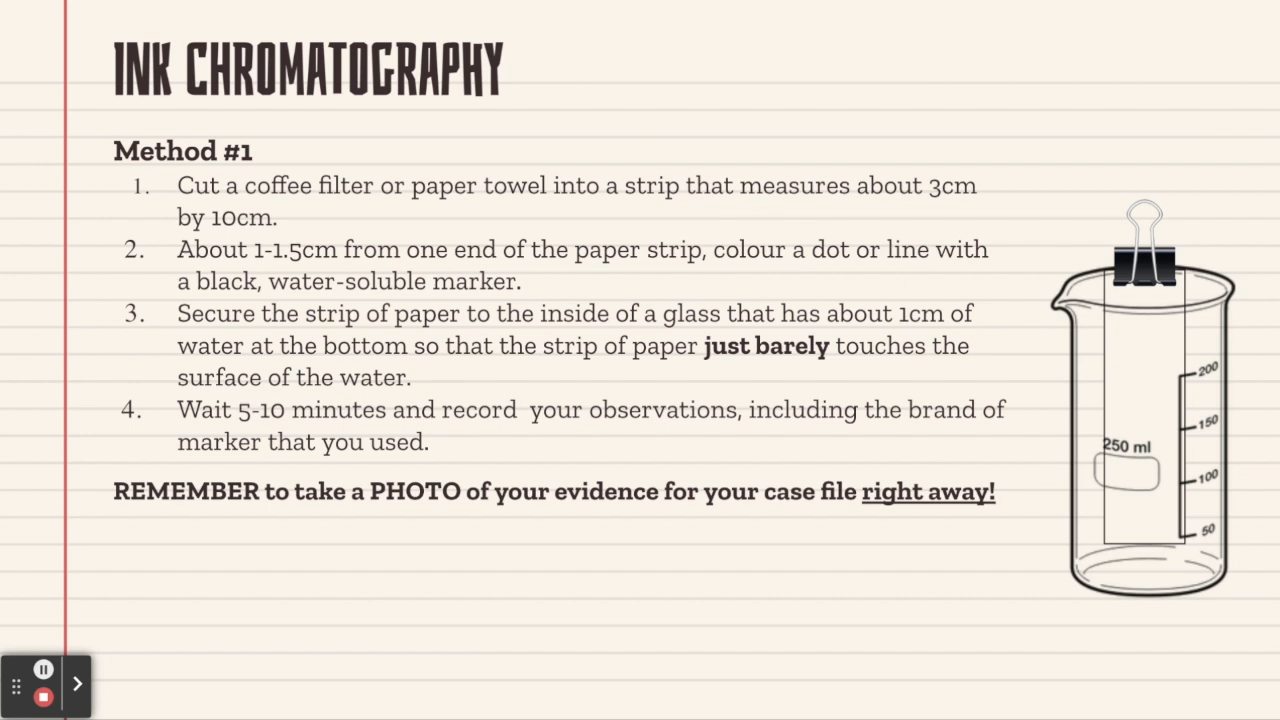 INK CHROMATOGRAPHY
Method #1
1. Cut a coffee filter or paper towel into a strip that measures about 3cm
by 10cm.
2. About 1-1.5cm from one end of the paper strip, colour a dot or line with
a black, water-soluble marker.
3. Secure the strip of paper to the inside of a glass that has about 1cm of
water at the bottom so that the strip of paper just barely touches the
surface of the water.
4. Wait 5-10 minutes and record  your observations, including the brand of
marker that you used.
REMEMBER to take a PHOTO of your evidence for your case file right away!
200
150
250 ml
100
50